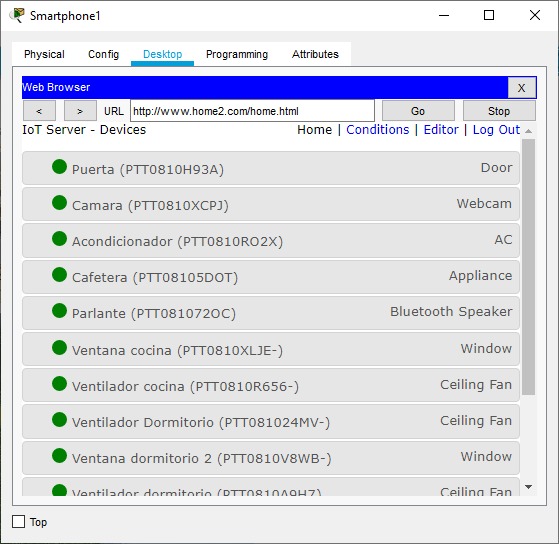 Smartphone1
Physical Config Desktop Programming Attributes
Web Browser X
< > URL http://www.home2.com/home.html Go Stop
IoT Server - Devices Home | Conditions | Editor | Log Out
Puerta (PTT0810H93A) Door
Camara (PTT0810XCPJ) Webcam
Acondicionador (PTT0810RO2X) AC
Cafetera (PTT08105DOT) Appliance
Parlante (PTT081072OC) Bluetooth Speaker
Ventana cocina (PTT0810XLJE-) Window
Ventilador cocina (PTT0810R656-) Ceiling Fan
Ventilador Dormitorio (PTT081024MV-) Ceiling Fan
Ventana dormitorio 2 (PTT0810V8WB-) Window
Ventilador dormitorio (PTT0810A9H7) Ceiling Fan
Top